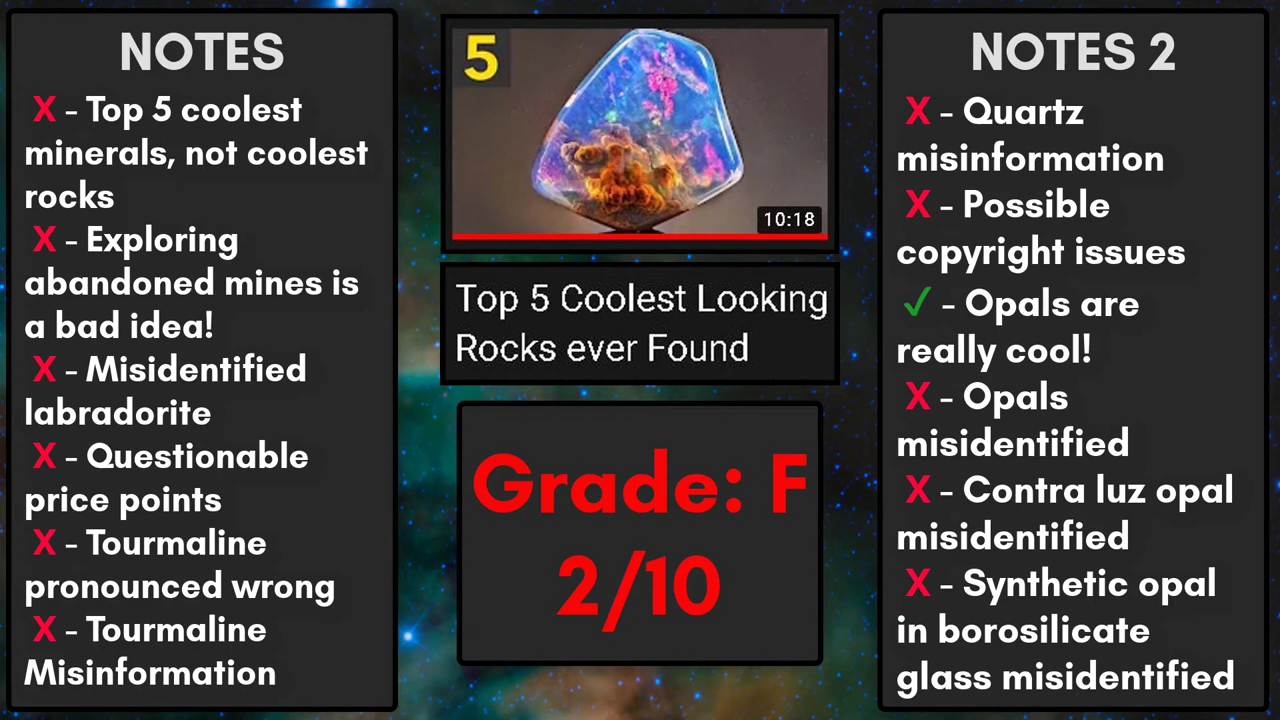 NOTES
X - Top 5 coolest
minerals, not coolest
rocks
X - Exploring
abandoned mines is
a bad idea!
X - Misidentified
labradorite
X - Questionable
price points
X - Tourmaline
pronounced wrong
X - Tourmaline
Misinformation
5
10:18
Top 5 Coolest Looking
Rocks ever Found
Grade: F
2/10
NOTES 2
X - Quartz
misinformation
X - Possible
copyright issues
✓ - Opals are
really cool!
X - Opals
misidentified
X - Contra luz opal
misidentified
X - Synthetic opal
in borosilicate
glass misidentified